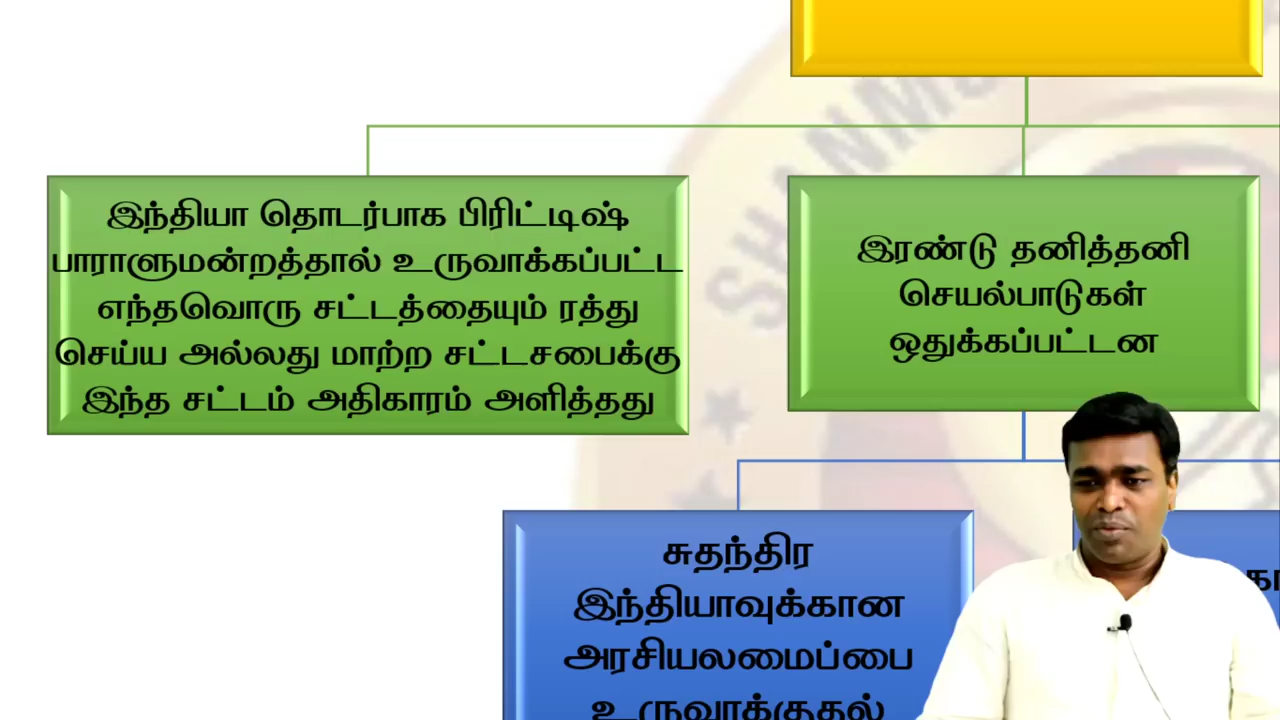 இந்தியா தொடர்பாக பிரிட்டிஷ்
பாராளுமன்றத்தால் உருவாக்கப்பட்ட
எந்தவொரு சட்டத்தையும் ரத்து
செய்ய அல்லது மாற்ற சட்டசபைக்கு
இந்த சட்டம் அதிகாரம் அளித்தது
இரண்டு தனித்தனி
செயல்பாடுகள்
ஒதுக்கப்பட்டன
சுதந்திர
இந்தியாவுக்கான
அரசியலமைப்பை
உருவாக்குதல்